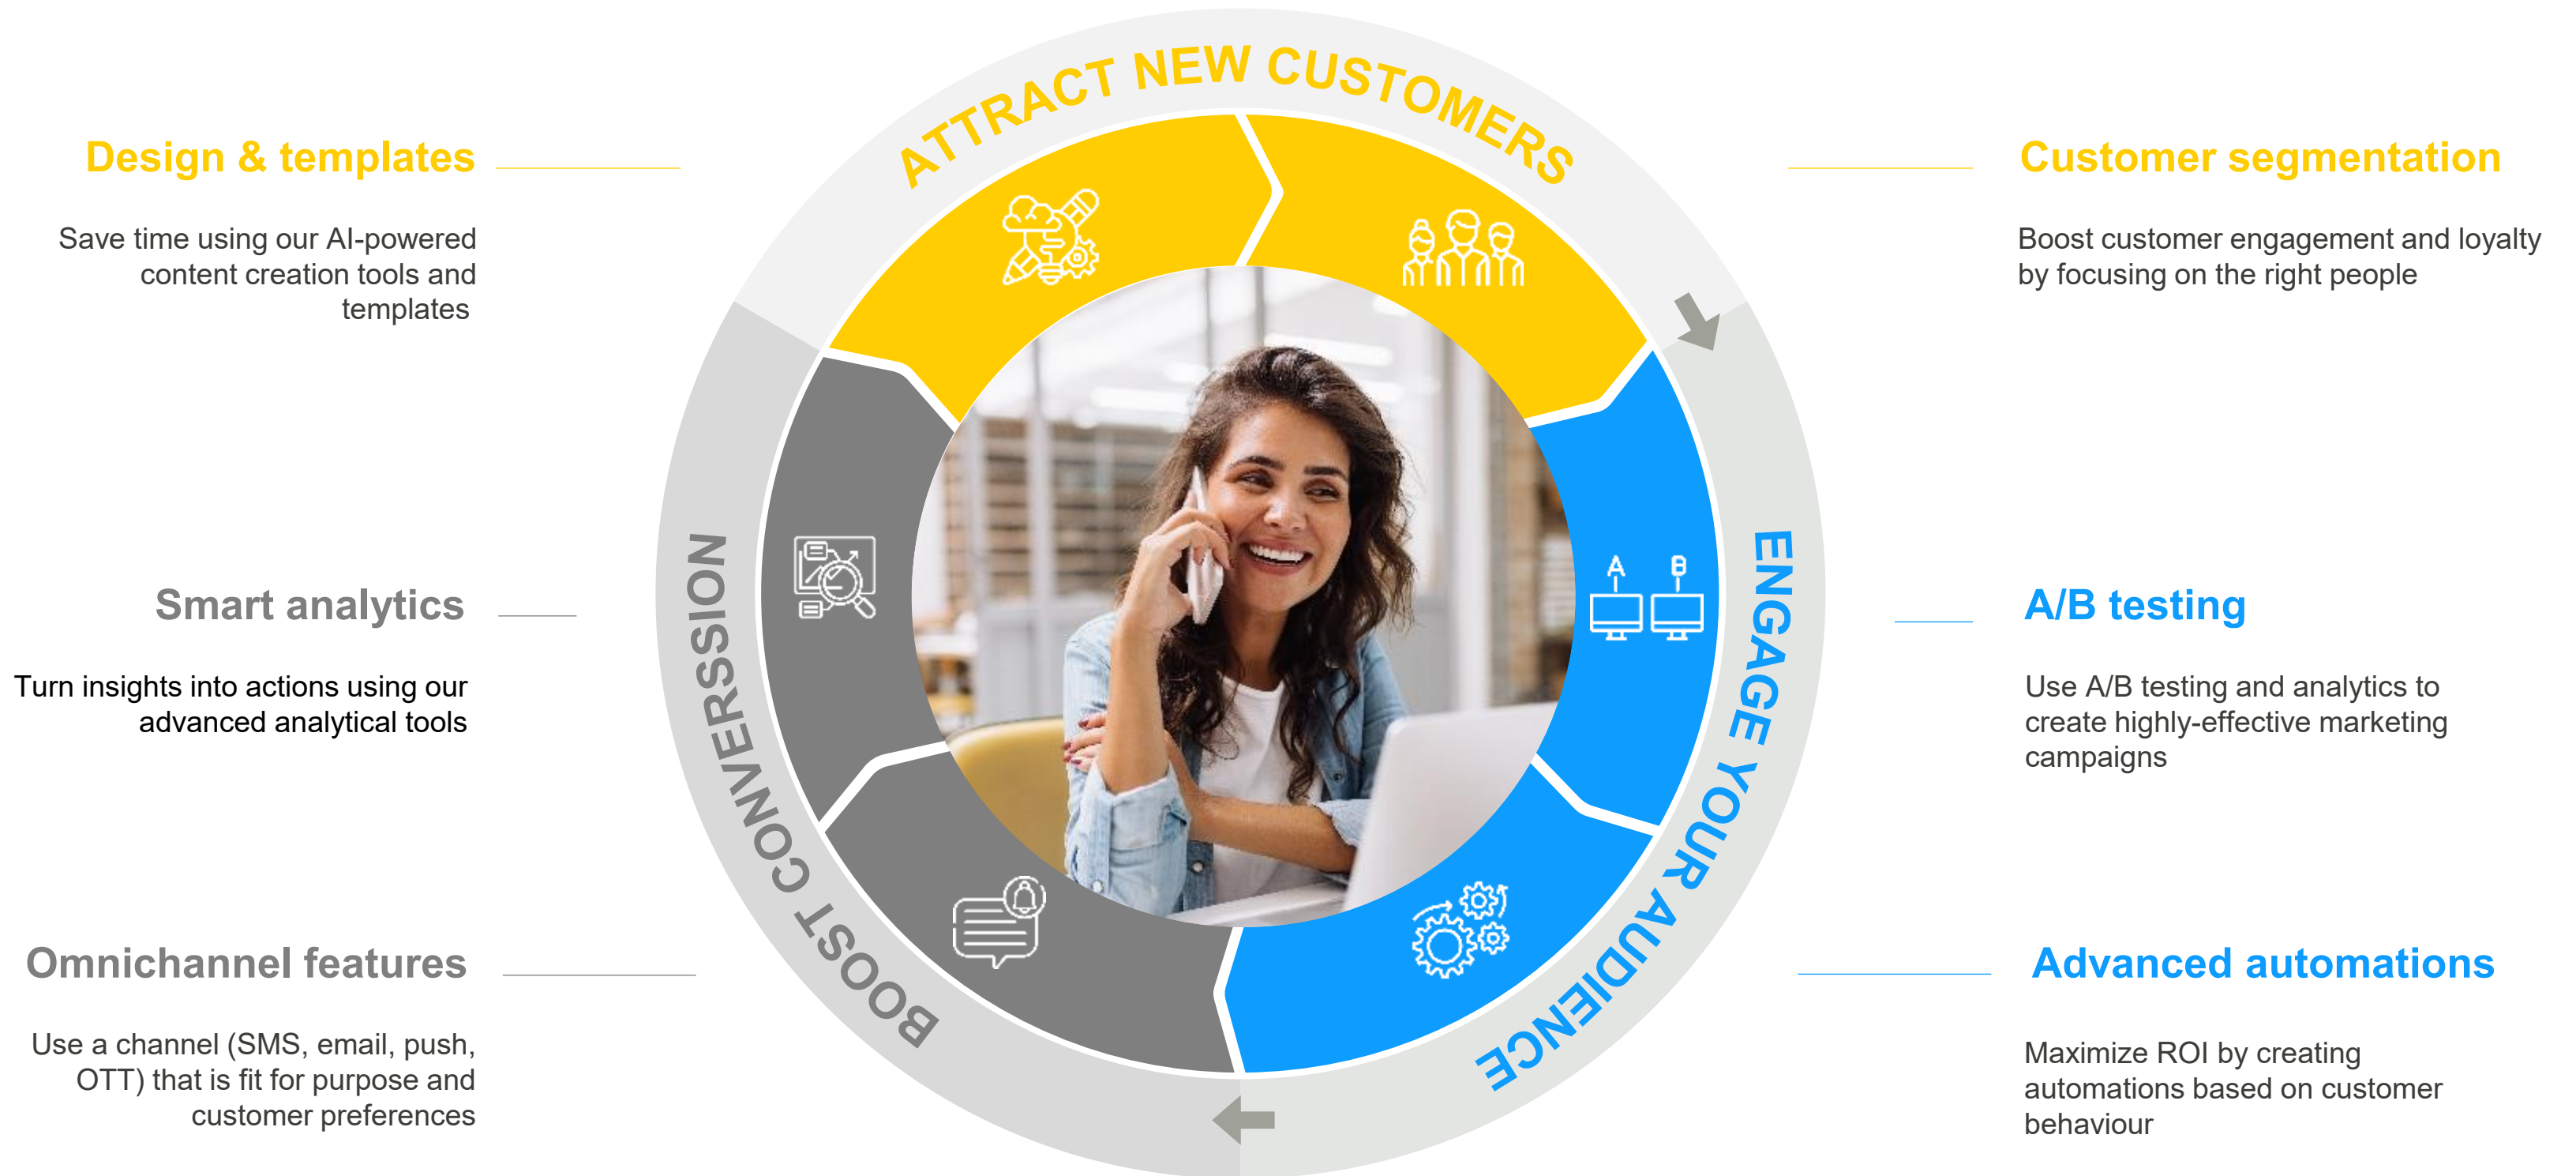 ATTRACT NEW CUSTOMERS
Design & templates
Save time using our AI-powered
content creation tools and
templates
Customer segmentation
Boost customer engagement and loyalty
by focusing on the right people
Smart analytics
Turn insights into actions using our
advanced analytical tools
BOOST CONVERSSION
A B
ENGAGE YOUR AUDIENCE
A/B testing
Use A/B testing and analytics to
create highly-effective marketing
campaigns
Omnichannel features
Use a channel (SMS, email, push,
OTT) that is fit for purpose and
customer preferences
Advanced automations
Maximize ROI by creating
automations based on customer
behaviour